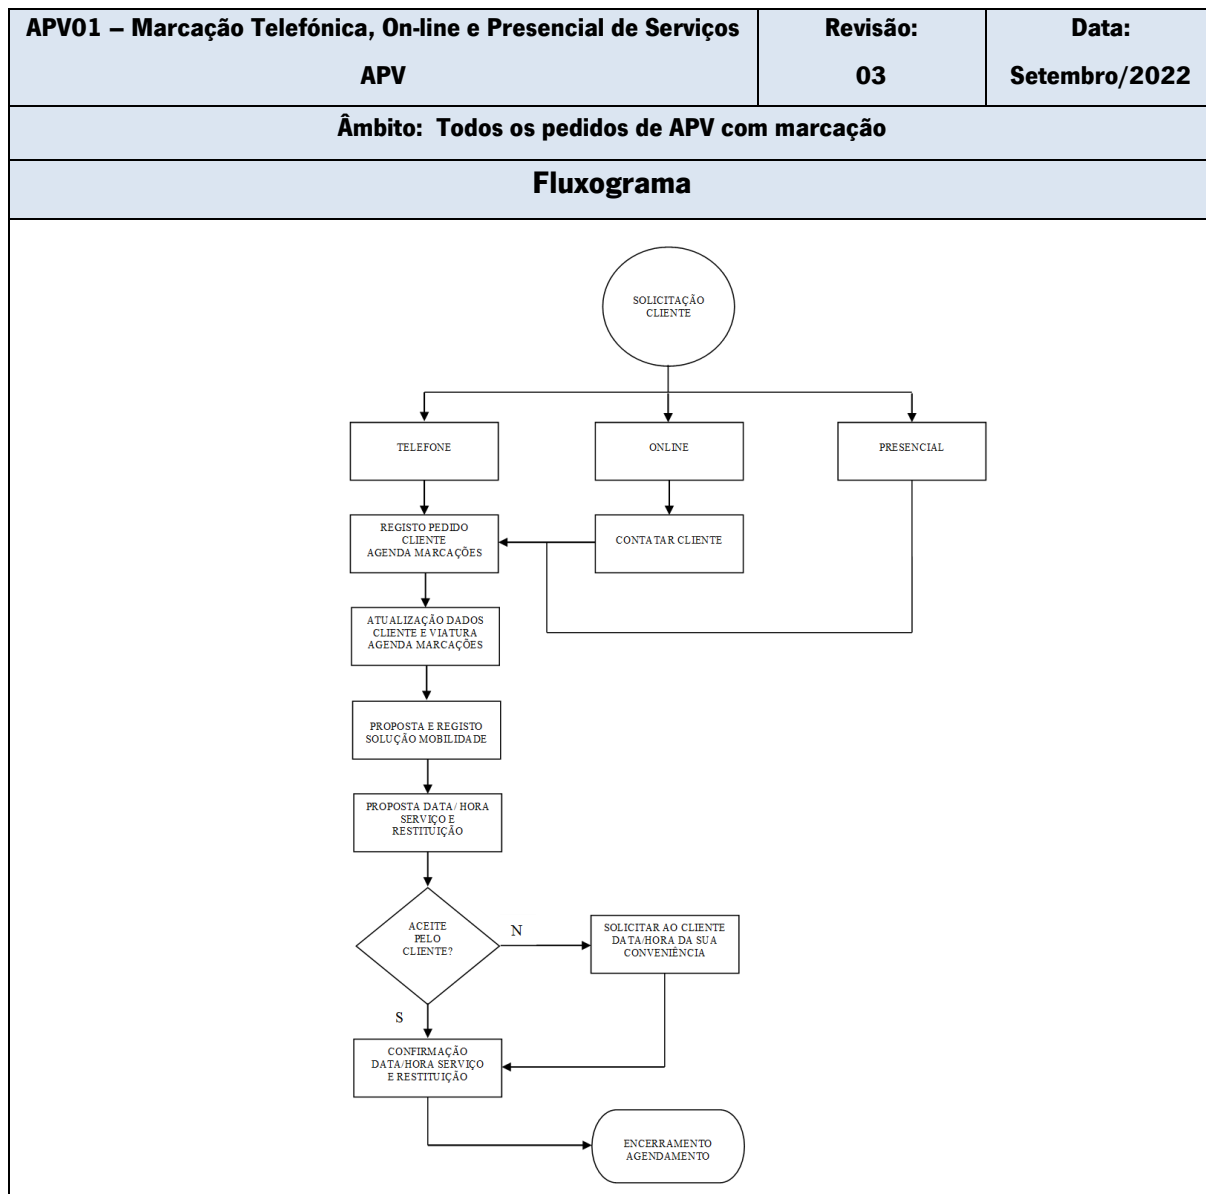 APV01 – Marcação Telefónica, On-line e Presencial de Serviços
APV
Revisão:
03
Data:
Setembro/2022
Âmbito:  Todos os pedidos de APV com marcação
Fluxograma
SOLICITAÇÃO
CLIENTE
TELEFONE
ONLINE
PRESENCIAL
REGISTO PEDIDO
CLIENTE
AGENDA MARCAÇÕES
CONTATAR CLIENTE
ATUALIZAÇÃO DADOS
CLIENTE E VIATURA
AGENDA MARCAÇÕES
PROPOSTA E REGISTO
SOLUÇÃO MOBILIDADE
PROPOSTA DATA/ HORA
SERVIÇO E
RESTITUIÇÃO
ACEITE
PELO
CLIENTE?
N
SOLICITAR AO CLIENTE
DATA/HORA DA SUA
CONVENIÊNCIA
S
CONFIRMAÇÃO
DATA/HORA SERVIÇO
E RESTITUIÇÃO
ENCERRAMENTO
AGENDAMENTO